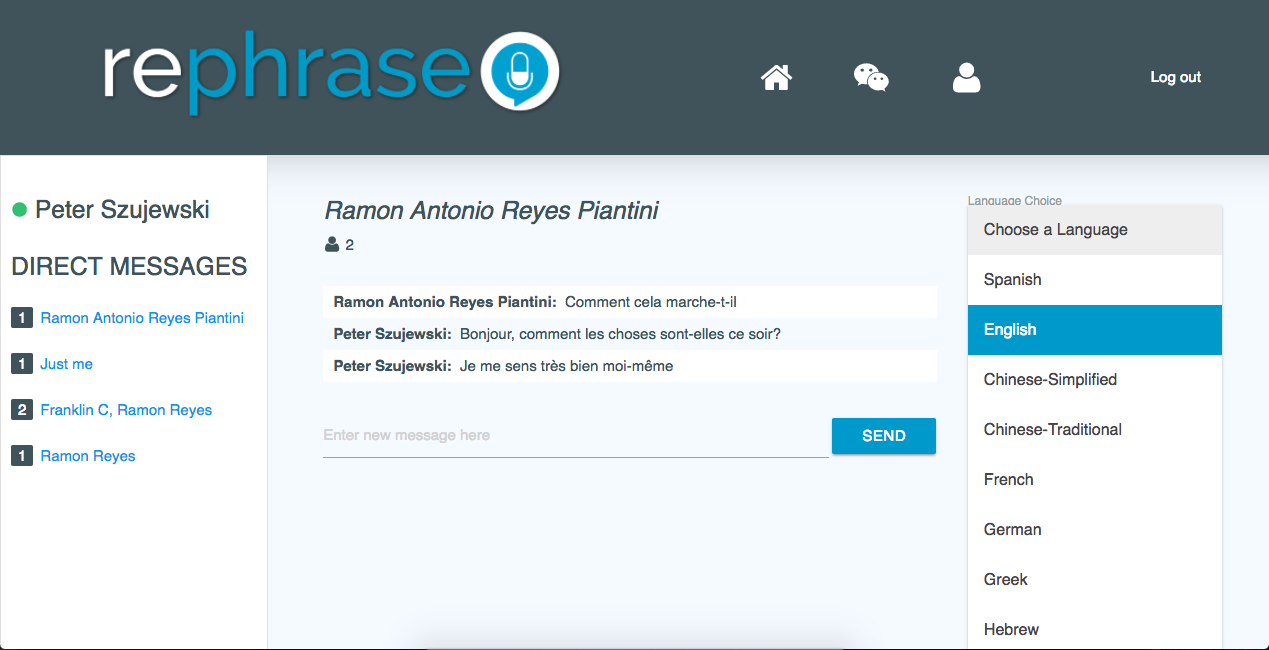 rephrase
Log out
Peter Szujewski
DIRECT MESSAGES
1 Ramon Antonio Reyes Piantini
1 Just me
2 Franklin C, Ramon Reyes
1 Ramon Reyes
Ramon Antonio Reyes Piantini
2
Ramon Antonio Reyes Piantini: Comment cela marche-t-il
Peter Szujewski: Bonjour, comment les choses sont-elles ce soir?
Peter Szujewski: Je me sens très bien moi-même
Enter new message here
SEND
Language Choice
Choose a Language
Spanish
English
Chinese-Simplified
Chinese-Traditional
French
German
Greek
Hebrew